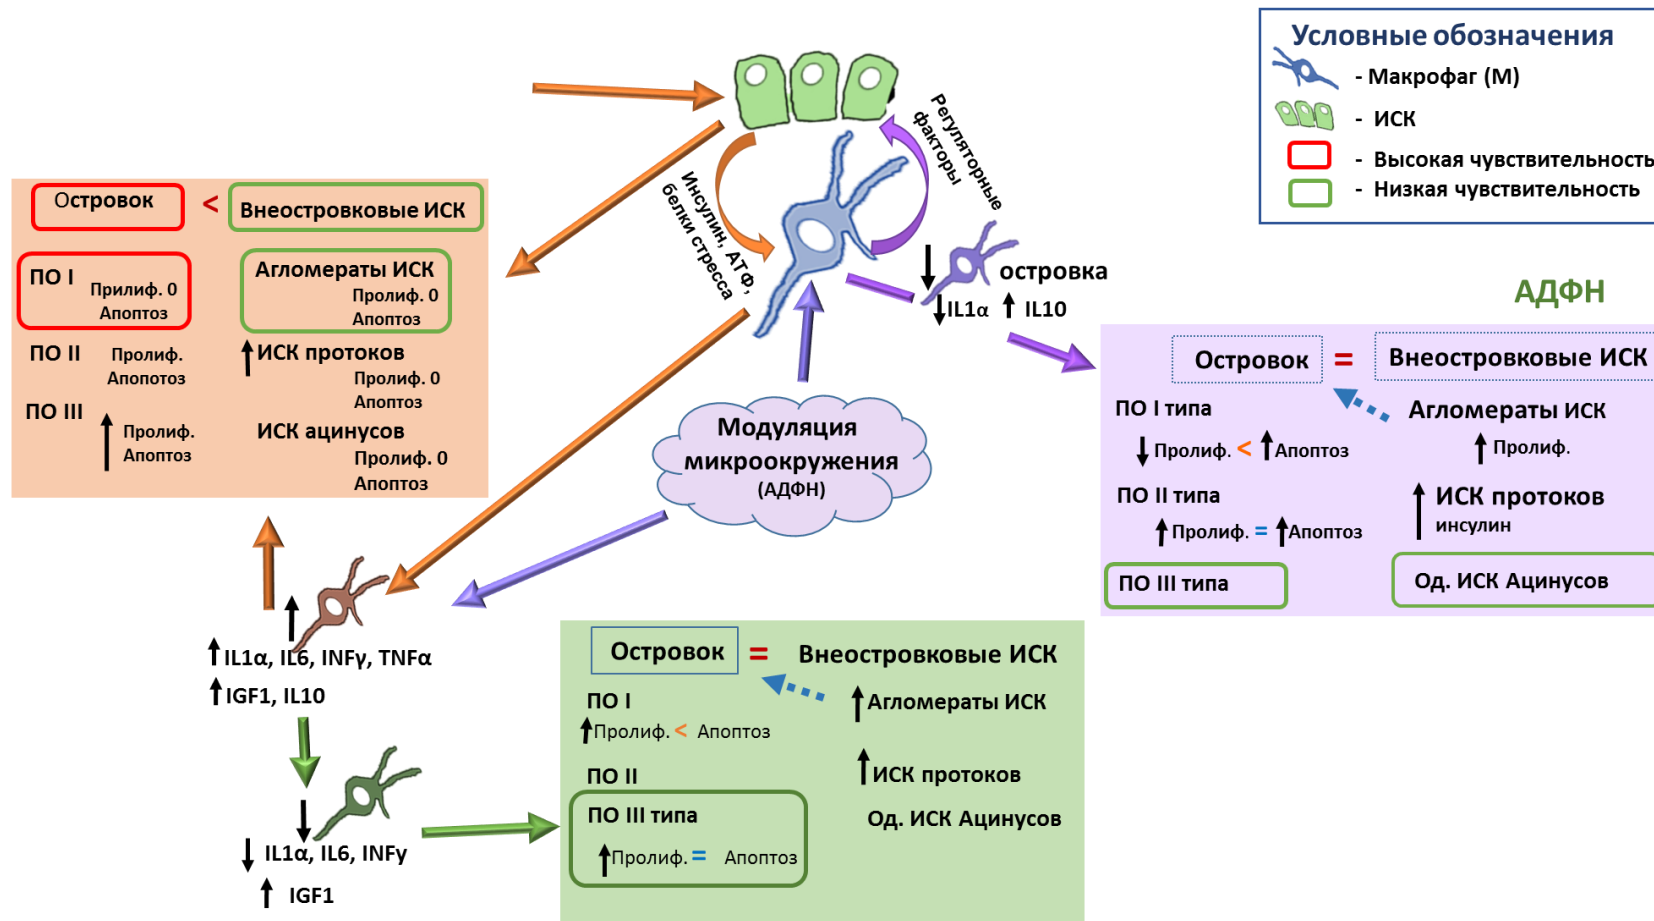 Условные обозначения
- Макрофаг (М)
- ИСК
- Высокая чувствительность
- Низкая чувствительность
Регуляторные
факторы
Инсулин, АТФ,
белки стресса
Островок < Внеостровковые ИСК
ПО I
Прилиф. 0
Апоптоз
ПО II
Пролиф.
Апопотоз
ПО III
Пролиф.
Апоптоз
Агломераты ИСК
Пролиф. 0
Апоптоз
ИСК протоков
Пролиф. 0
Апоптоз
ИСК ацинусов
Пролиф. 0
Апоптоз
островка
IL1α IL10
Модуляция
микроокружения
(АДФН)
АДФН
Островок = Внеостровковые ИСК
ПО I типа
Пролиф. < Апоптоз
ПО II типа
Пролиф. = Апоптоз
ПО III типа
Агломераты ИСК
Пролиф.
ИСК протоков
инсулин
Од. ИСК Ацинусов
IL1α, IL6, INFγ, TNFα
IGF1, IL10
IL1α, IL6, INFγ
IGF1
Островок = Внеостровковые ИСК
ПО I
Пролиф. < Апоптоз
ПО II
ПО III типа
Пролиф. = Апоптоз
Агломераты ИСК
ИСК протоков
Од. ИСК Ацинусов